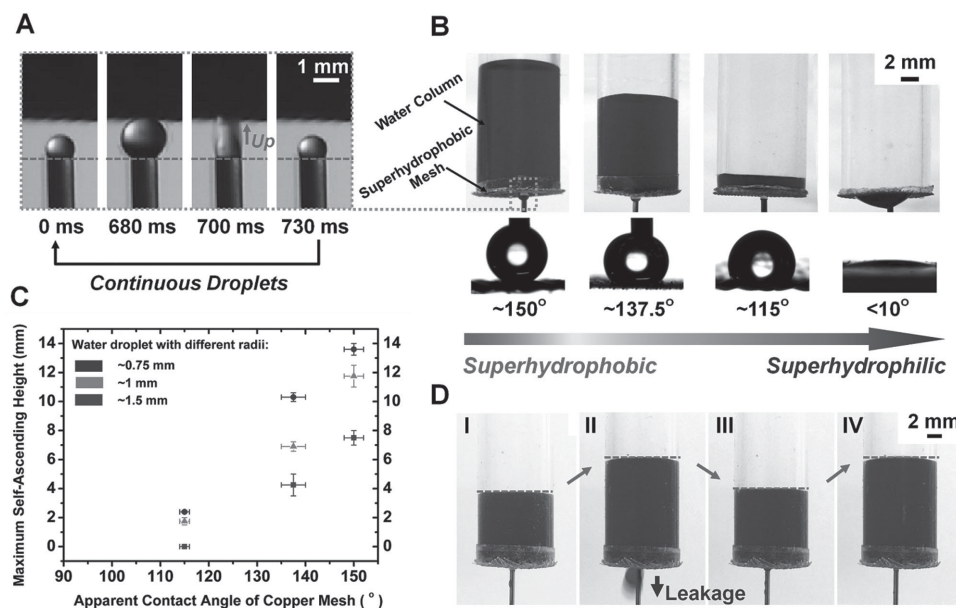 A
1 mm
Up
0 ms
680 ms
700 ms
730 ms
Continuous Droplets
B
2 mm
Water Column
Superhydrophobic
Mesh
~150°
~137.5°
~115°
<10°
Superhydrophobic
Superhydrophilic
C
Maximum Self-Ascending Height (mm)
Water droplet with different radii:
~0.75 mm
~1 mm
~1.5 mm
14
12
10
8
6
4
2
0
14
12
10
8
6
4
2
0
90
100
110
120
130
140
150
Apparent Contact Angle of Copper Mesh (°)
D
I
II
III
IV
2 mm
Leakage